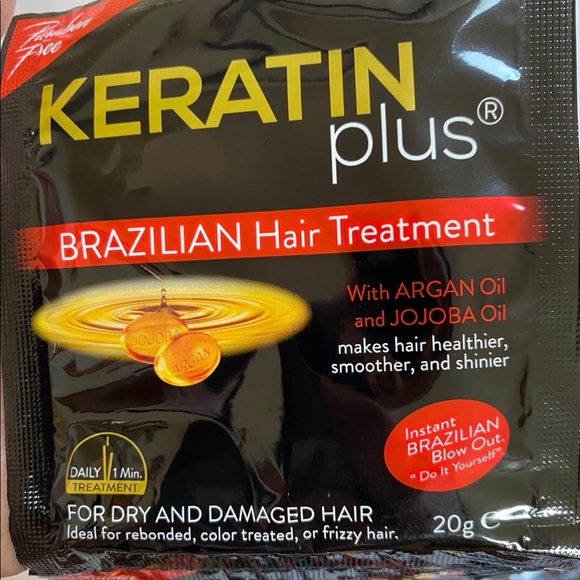 Paraben
Free
KERATIN
plus®
BRAZILIAN Hair Treatment
With ARGAN Oil
and JOJOBA Oil
makes hair healthier,
smoother, and shinier
JOJOBA
ARGAN
Instant
BRAZILIAN
Blow Out.
"Do It Yourself"
DAILY 1 Min.
TREATMENT
FOR DRY AND DAMAGED HAIR
Ideal for rebonded, color treated, or frizzy hair.
20g ℮